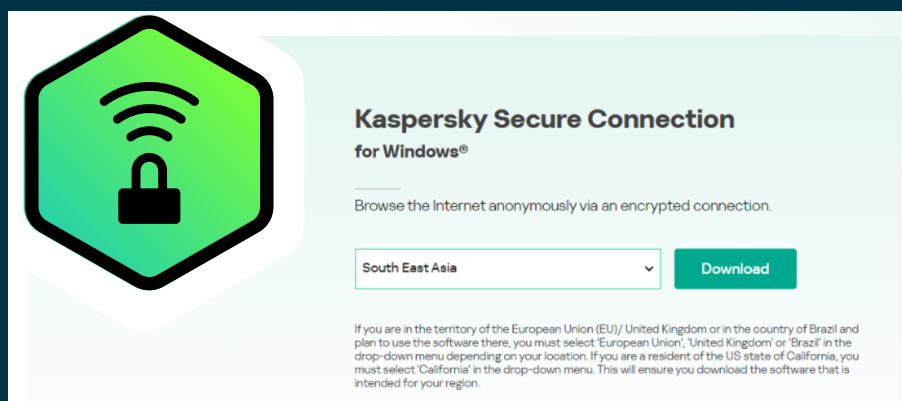 Kaspersky Secure Connection
for Windows®
Browse the Internet anonymously via an encrypted connection.
South East Asia
Download
If you are in the territory of the European Union (EU)/ United Kingdom or in the country of Brazil and
plan to use the software there, you must select 'European Union', 'United Kingdom' or 'Brazil' in the
drop-down menu depending on your location. If you are a resident of the US state of California, you
must select 'California' in the drop-down menu. This will ensure you download the software that is
intended for your region.